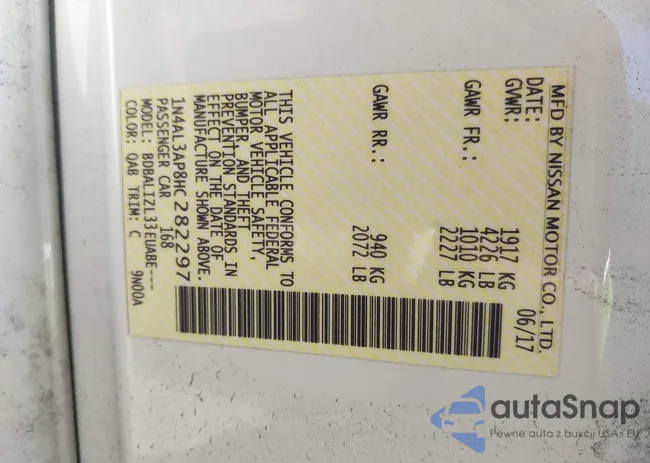 MFD BY NISSAN MOTOR CO., LTD.
DATE: 06/17
GVWR: 1917 KG
4226 LB
GAWR FR.: 1010 KG
2227 LB
GAWR RR.: 940 KG
2072 LB
THIS VEHICLE CONFORMS TO
ALL APPLICABLE FEDERAL
MOTOR VEHICLE SAFETY,
BUMPER, AND THEFT
PREVENTION STANDARDS IN
EFFECT ON THE DATE OF
MANUFACTURE SHOWN ABOVE.
1N4AL3AP8HC282297
PASSENGER CAR 168
MODEL: BDBALIZL33EUABE---
COLOR: QAB TRIM: C 9N00A
autaSnap
Pewne auta z aukcji USA i EU